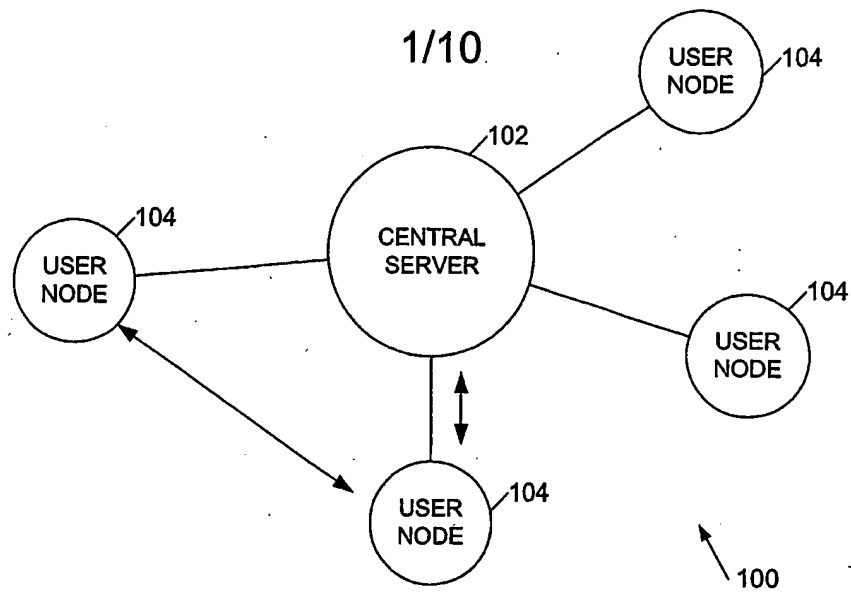 1/10
USER
NODE
104
102
104
CENTRAL
SERVER
USER
NODE
104
USER
NODE
104
USER
NODE
100